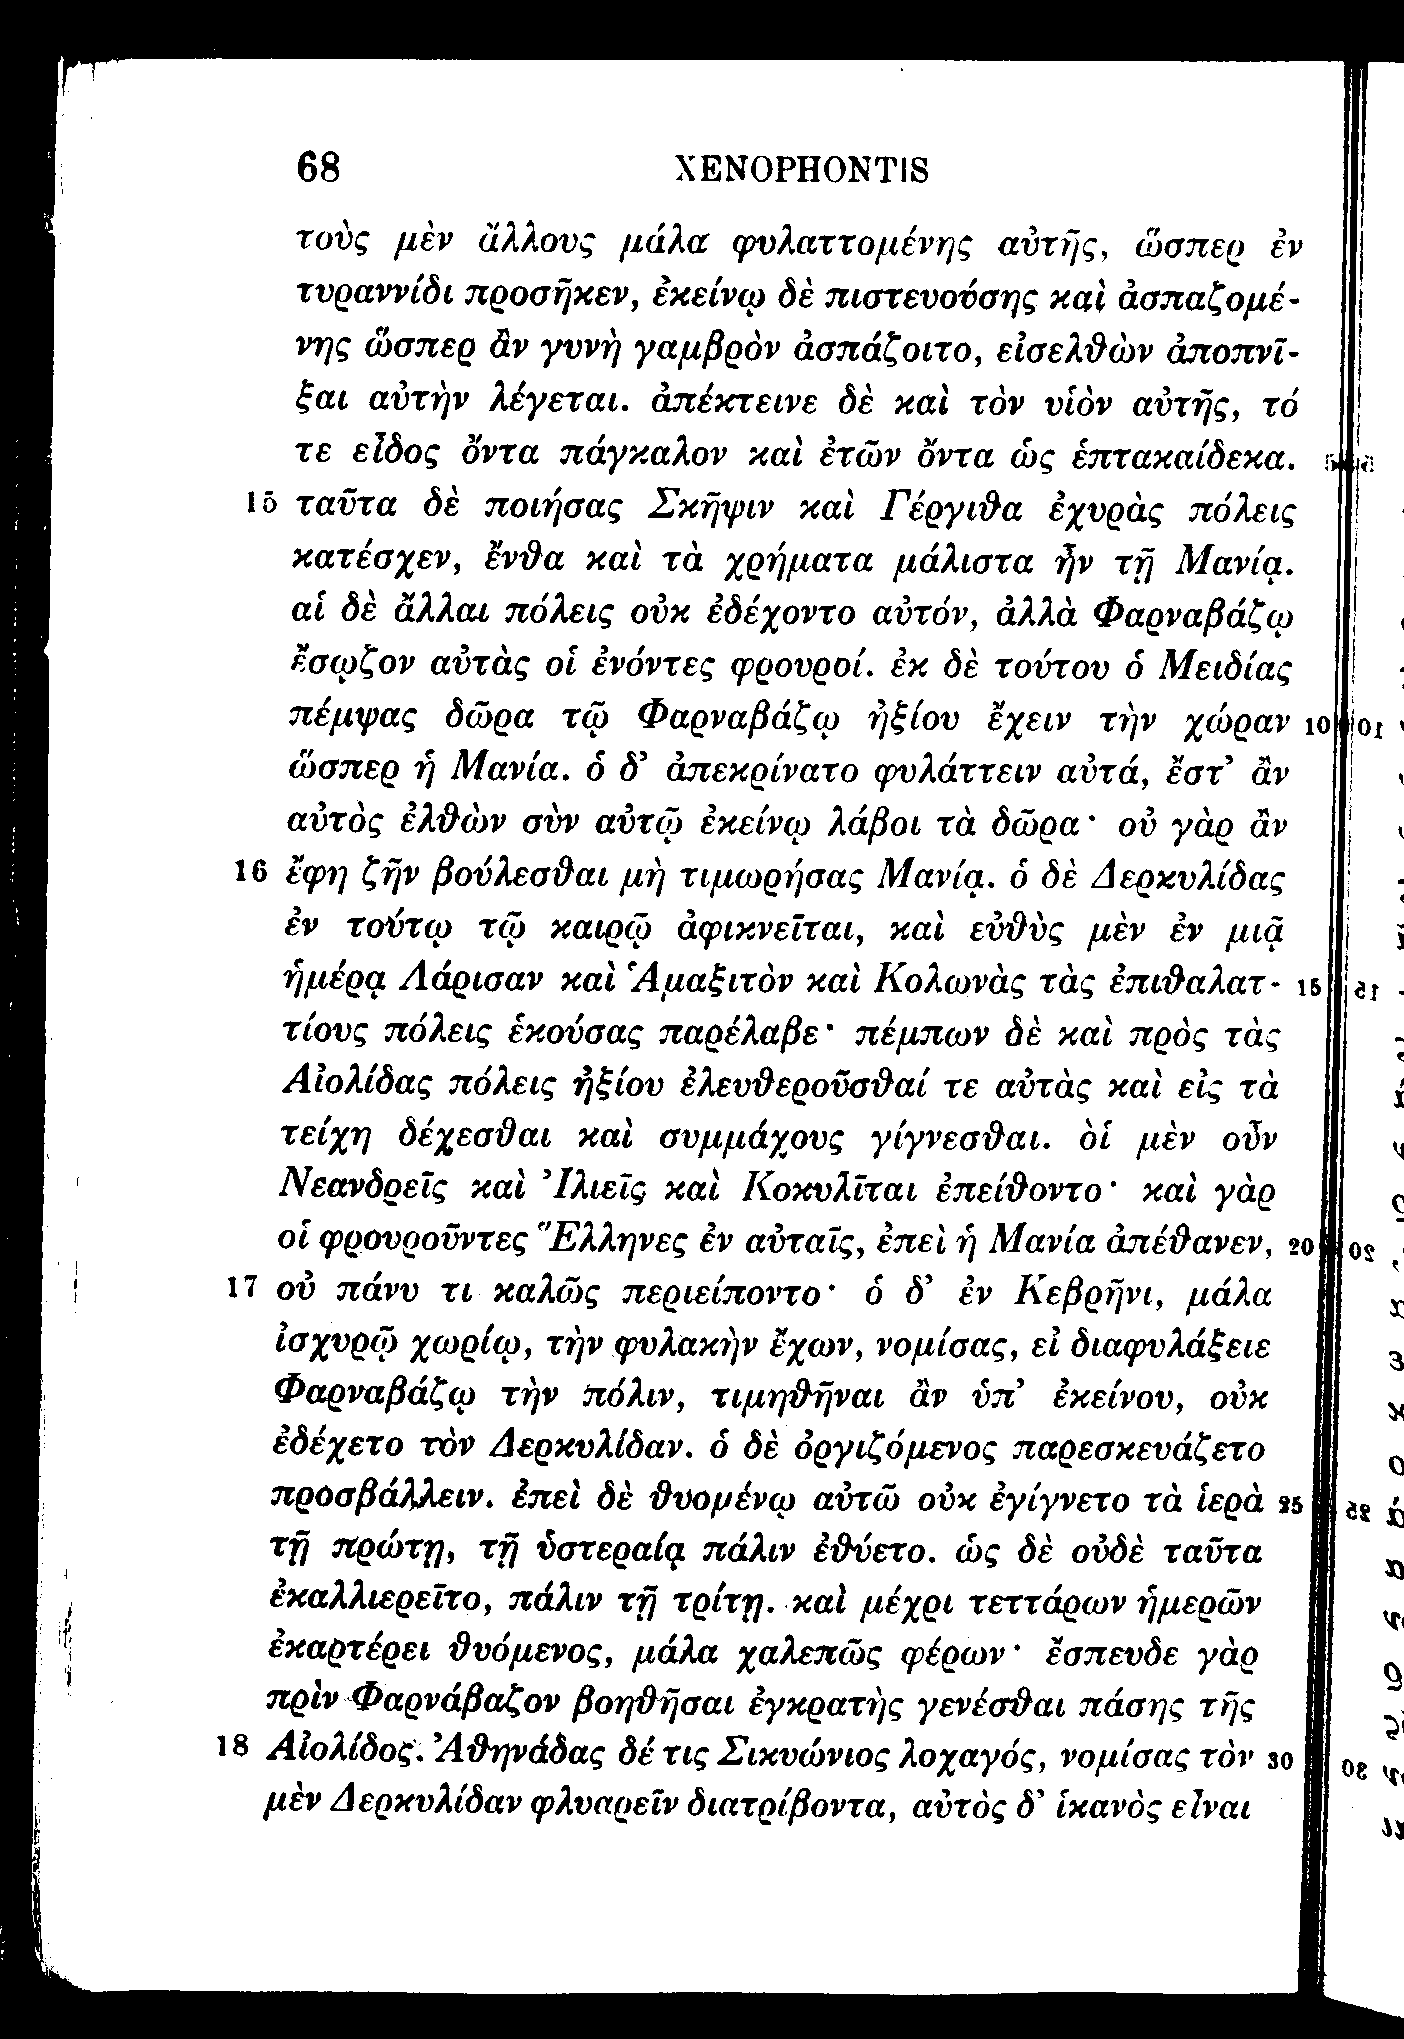 68 XENOPHONTIS
τοὺς μὲν ἄλλους μάλα φυλαττομένης αὐτῆς, ὥσπερ ἐν
τυραννίδι προσῆκεν, ἐκείνῳ δὲ πιστευούσης καὶ ἀσπαζομέ-
νης ὥσπερ ἂν γυνὴ γαμβρὸν ἀσπάζοιτο, εἰσελθὼν ἀποπνῖ-
ξαι αὐτὴν λέγεται. ἀπέκτεινε δὲ καὶ τὸν υἱὸν αὐτῆς, τό
τε εἶδος ὄντα πάγκαλον καὶ ἐτῶν ὄντα ὡς ἑπτακαίδεκα. 5
15 ταῦτα δὲ ποιήσας Σκῆψιν καὶ Γέργιθα ἐχυρὰς πόλεις
κατέσχεν, ἔνθα καὶ τὰ χρήματα μάλιστα ἦν τῇ Μανίᾳ.
αἱ δὲ ἄλλαι πόλεις οὐκ ἐδέχοντο αὐτόν, ἀλλὰ Φαρναβάζῳ
ἔσῳζον αὐτὰς οἱ ἐνόντες φρουροί. ἐκ δὲ τούτου ὁ Μειδίας
πέμψας δῶρα τῷ Φαρναβάζῳ ἠξίου ἔχειν τὴν χώραν 10
ὥσπερ ἡ Μανία. ὁ δ’ ἀπεκρίνατο φυλάττειν αὐτά, ἔστ’ ἂν
αὐτὸς ἐλθὼν σὺν αὐτῷ ἐκείνῳ λάβοι τὰ δῶρα· οὐ γὰρ ἂν
16 ἔφη ζῆν βούλεσθαι μὴ τιμωρήσας Μανίᾳ. ὁ δὲ Δερκυλίδας
ἐν τούτῳ τῷ καιρῷ ἀφικνεῖται, καὶ εὐθὺς μὲν ἐν μιᾷ
ἡμέρᾳ Λάρισαν καὶ Ἁμαξιτὸν καὶ Κολωνὰς τὰς ἐπιθαλατ- 15
τίους πόλεις ἑκούσας παρέλαβε· πέμπων δὲ καὶ πρὸς τὰς
Αἰολίδας πόλεις ἠξίου ἐλευθεροῦσθαί τε αὐτὰς καὶ εἰς τὰ
τείχη δέχεσθαι καὶ συμμάχους γίγνεσθαι. οἱ μὲν οὖν
Νεανδρεῖς καὶ Ἰλιεῖς καὶ Κοκυλῖται ἐπείθοντο· καὶ γὰρ
οἱ φρουροῦντες Ἕλληνες ἐν αὐταῖς, ἐπεὶ ἡ Μανία ἀπέθανεν, 20
17 οὐ πάνυ τι καλῶς περιείποντο· ὁ δ’ ἐν Κεβρῆνι, μάλα
ἰσχυρῷ χωρίῳ, τὴν φυλακὴν ἔχων, νομίσας, εἰ διαφυλάξειε
Φαρναβάζῳ τὴν πόλιν, τιμηθῆναι ἂν ὑπ’ ἐκείνου, οὐκ
ἐδέχετο τὸν Δερκυλίδαν. ὁ δὲ ὀργιζόμενος παρεσκευάζετο
προσβάλλειν. ἐπεὶ δὲ θυομένῳ αὐτῷ οὐκ ἐγίγνετο τὰ ἱερὰ 25
τῇ πρώτῃ, τῇ ὑστεραίᾳ πάλιν ἐθύετο. ὡς δὲ οὐδὲ ταῦτα
ἐκαλλιερεῖτο, πάλιν τῇ τρίτῃ. καὶ μέχρι τεττάρων ἡμερῶν
ἐκαρτέρει θυόμενος, μάλα χαλεπῶς φέρων· ἔσπευδε γὰρ
πρὶν Φαρνάβαζον βοηθῆσαι ἐγκρατὴς γενέσθαι πάσης τῆς
18 Αἰολίδος. Ἀθηνάδας δέ τις Σικυώνιος λοχαγός, νομίσας τὸν 30
μὲν Δερκυλίδαν φλυαρεῖν διατρίβοντα, αὐτὸς δ’ ἱκανὸς εἶναι